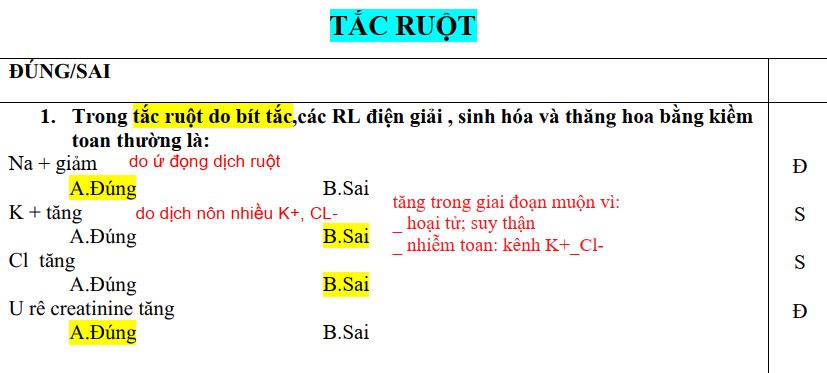 TẮC RUỘT
ĐÚNG/SAI
1. Trong tắc ruột do bít tắc,các RL điện giải , sinh hóa và thăng hoa bằng kiềm
toan thường là:
Na + giảm do ứ đọng dịch ruột Đ
A.Đúng B.Sai
K + tăng do dịch nôn nhiều K+, CL- S
A.Đúng B.Sai
tăng trong giai đoạn muộn vì:
_ hoại tử; suy thận
_ nhiễm toan: kênh K+_Cl-
Cl tăng S
A.Đúng B.Sai
U rê creatinine tăng Đ
A.Đúng B.Sai